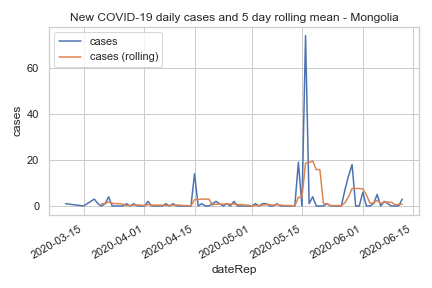 New COVID-19 daily cases and 5 day rolling mean - Mongolia
cases
cases (rolling)
cases
60
40
20
0
2020-03-15
2020-04-01
2020-04-15
2020-05-01
2020-05-15
2020-06-01
2020-06-15
dateRep